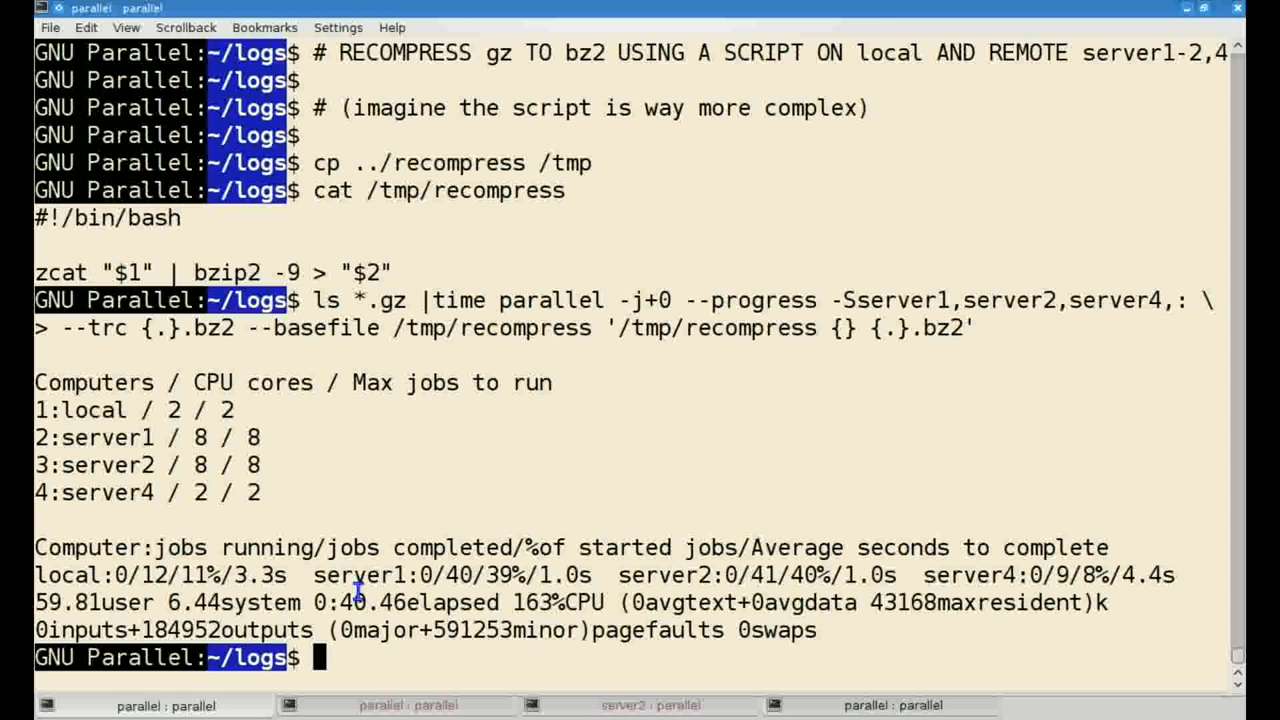 parallel parallel
File Edit View Scrollback Bookmarks Settings Help
GNU Parallel:~/logs$ # RECOMPRESS gz TO bz2 USING A SCRIPT ON local AND REMOTE server1-2,4
GNU Parallel:~/logs$
GNU Parallel:~/logs$ # (imagine the script is way more complex)
GNU Parallel:~/logs$
GNU Parallel:~/logs$ cp ../recompress /tmp
GNU Parallel:~/logs$ cat /tmp/recompress
#!/bin/bash
zcat "$1" | bzip2 -9 > "$2"
GNU Parallel:~/logs$ ls *.gz |time parallel -j+0 --progress -Sserver1,server2,server4,: \
> --trc {.}.bz2 --basefile /tmp/recompress '/tmp/recompress {} {.}.bz2'
Computers / CPU cores / Max jobs to run
1:local / 2 / 2
2:server1 / 8 / 8
3:server2 / 8 / 8
4:server4 / 2 / 2
Computer:jobs running/jobs completed/%of started jobs/Average seconds to complete
local:0/12/11%/3.3s server1:0/40/39%/1.0s server2:0/41/40%/1.0s server4:0/9/8%/4.4s
59.81user 6.44system 0:40.46elapsed 163%CPU (0avgtext+0avgdata 43168maxresident)k
0inputs+184952outputs (0major+591253minor)pagefaults 0swaps
GNU Parallel:~/logs$
parallel : parallel parallel : parallel server2 : parallel parallel : parallel